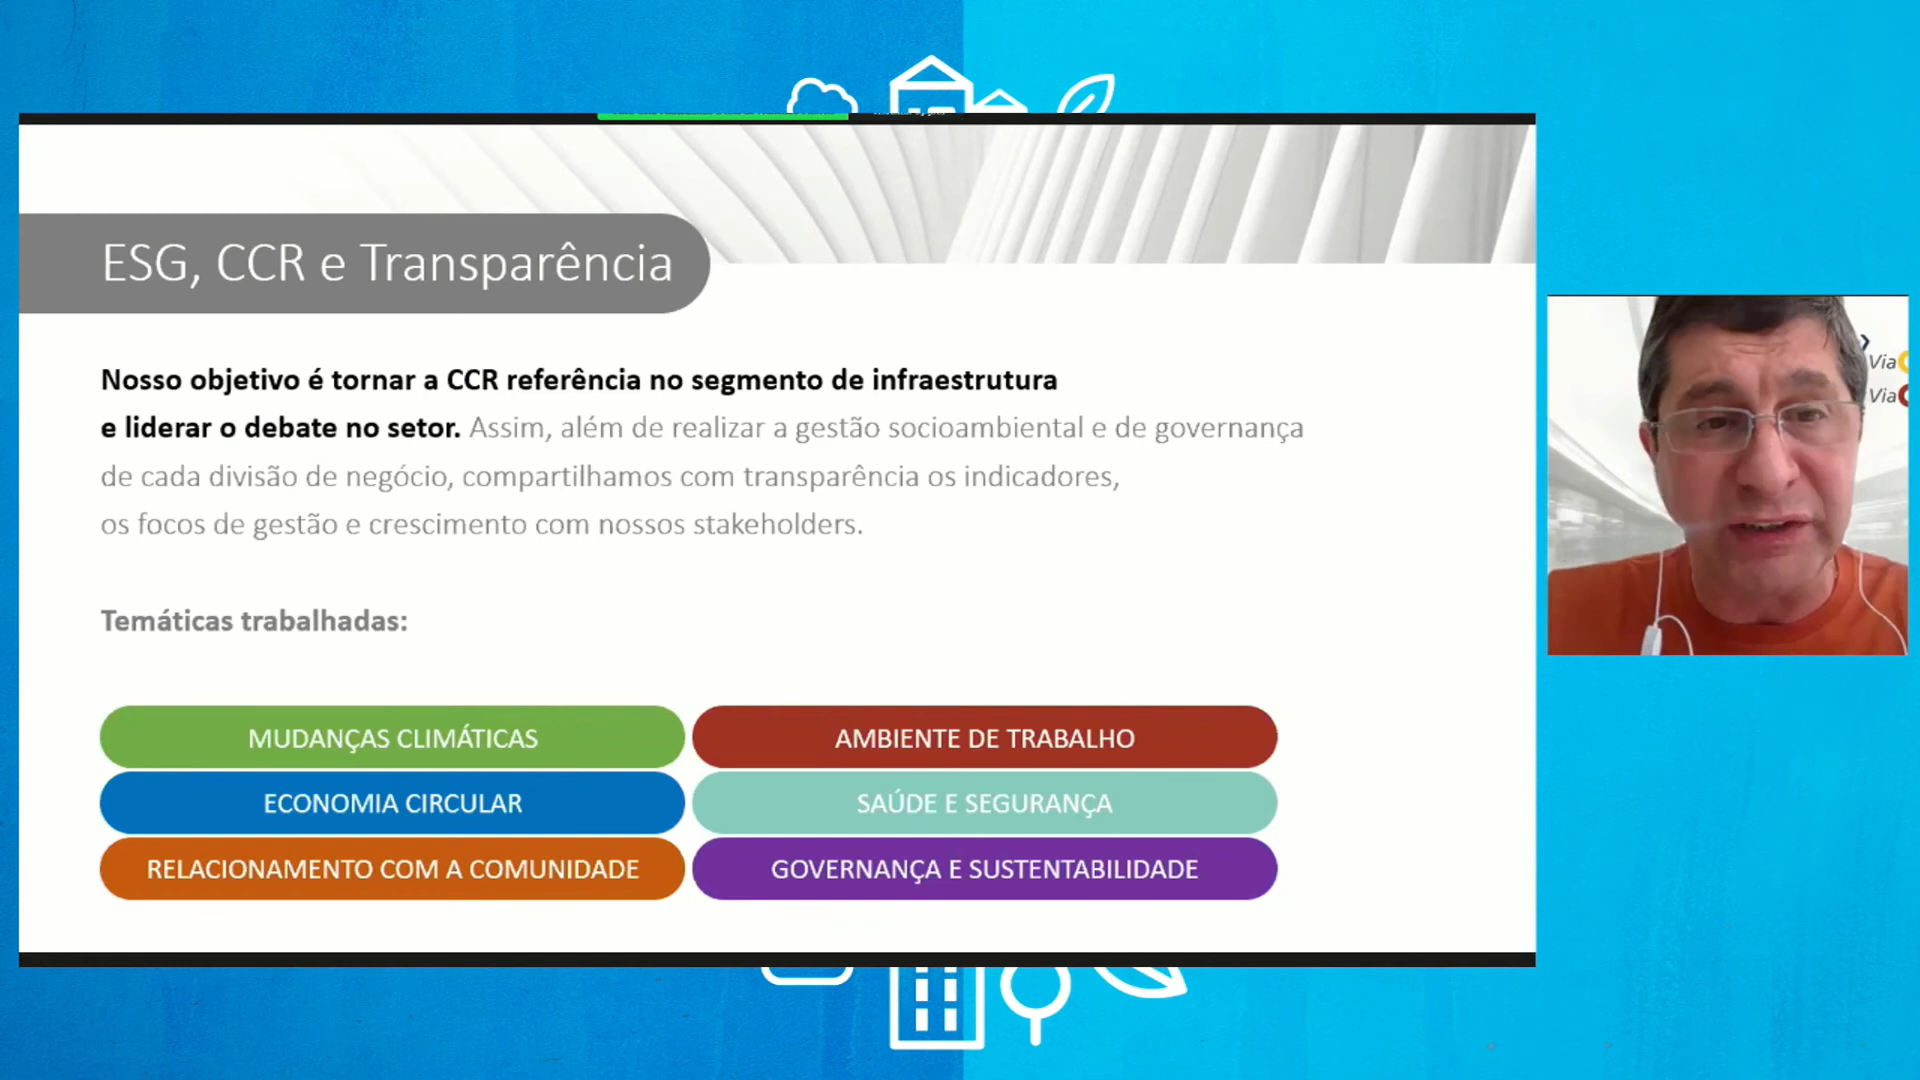 ESG, CCR e Transparência
Nosso objetivo é tornar a CCR referência no segmento de infraestrutura
e liderar o debate no setor. Assim, além de realizar a gestão socioambiental e de governança
de cada divisão de negócio, compartilhamos com transparência os indicadores,
os focos de gestão e crescimento com nossos stakeholders.
Temáticas trabalhadas:
MUDANÇAS CLIMÁTICAS
AMBIENTE DE TRABALHO
ECONOMIA CIRCULAR
SAÚDE E SEGURANÇA
RELACIONAMENTO COM A COMUNIDADE
GOVERNANÇA E SUSTENTABILIDADE
Via
Via